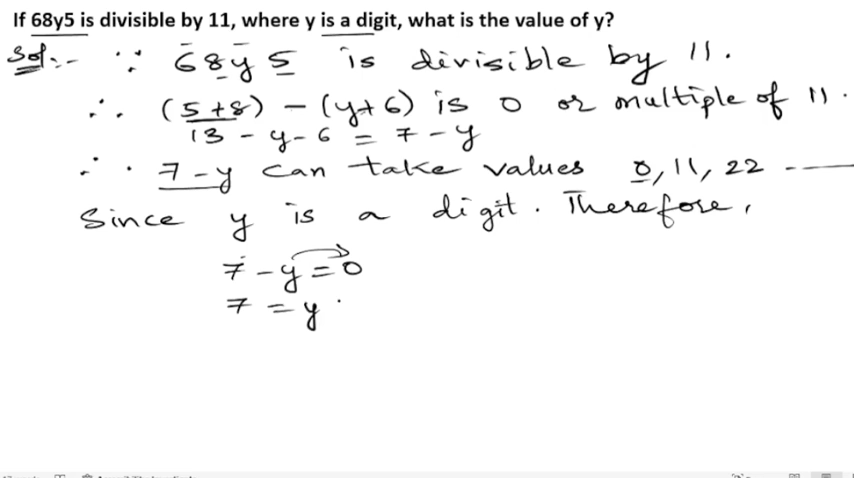 If 68y5 is divisible by 11, where y is a digit, what is the value of y?
Sol:- ∵ 68y5 is divisible by 11.
∴ (5+8) - (y+6) is 0 or multiple of 11.
13 - y - 6 = 7 - y
∴ 7-y can take values 0, 11, 22 -----
Since y is a digit. Therefore,
7 - y = 0
7 = y.